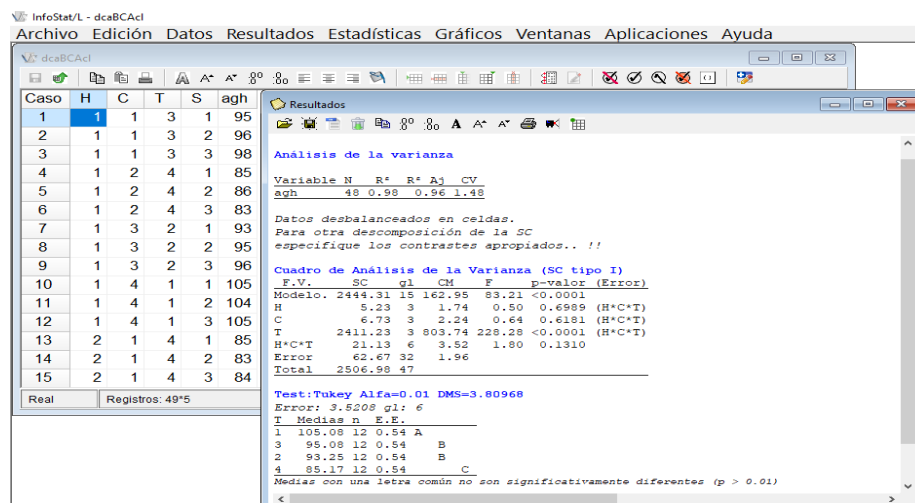 InfoStat/L - dcaBCAcl
Archivo Edición Datos Resultados Estadísticas Gráficos Ventanas Aplicaciones Ayuda
dcaBCAcl
Caso H C T S agh
1 1 1 3 1 95
2 1 1 3 2 96
3 1 1 3 3 98
4 1 2 4 1 85
5 1 2 4 2 86
6 1 2 4 3 83
7 1 3 2 1 93
8 1 3 2 2 95
9 1 3 2 3 96
10 1 4 1 1 105
11 1 4 1 2 104
12 1 4 1 3 105
13 2 1 4 1 85
14 2 1 4 2 83
15 2 1 4 3 84
Real Registros: 49*5
Resultados
Análisis de la varianza
Variable N R² R² Aj CV
agh 48 0.98 0.96 1.48
Datos desbalanceados en celdas.
Para otra descomposición de la SC
especifique los contrastes apropiados.. !!
Cuadro de Análisis de la Varianza (SC tipo I)
F.V. SC gl CM F p-valor (Error)
Modelo. 2444.31 15 162.95 83.21 <0.0001
H 5.23 3 1.74 0.50 0.6989 (H*C*T)
C 6.73 3 2.24 0.64 0.6181 (H*C*T)
T 2411.23 3 803.74 228.28 <0.0001 (H*C*T)
H*C*T 21.13 6 3.52 1.80 0.1310
Error 62.67 32 1.96
Total 2506.98 47
Test:Tukey Alfa=0.01 DMS=3.80968
Error: 3.5208 gl: 6
T Medias n E.E.
1 105.08 12 0.54 A
3 95.08 12 0.54 B
2 93.25 12 0.54 B
4 85.17 12 0.54 C
Medias con una letra común no son significativamente diferentes (p > 0.01)